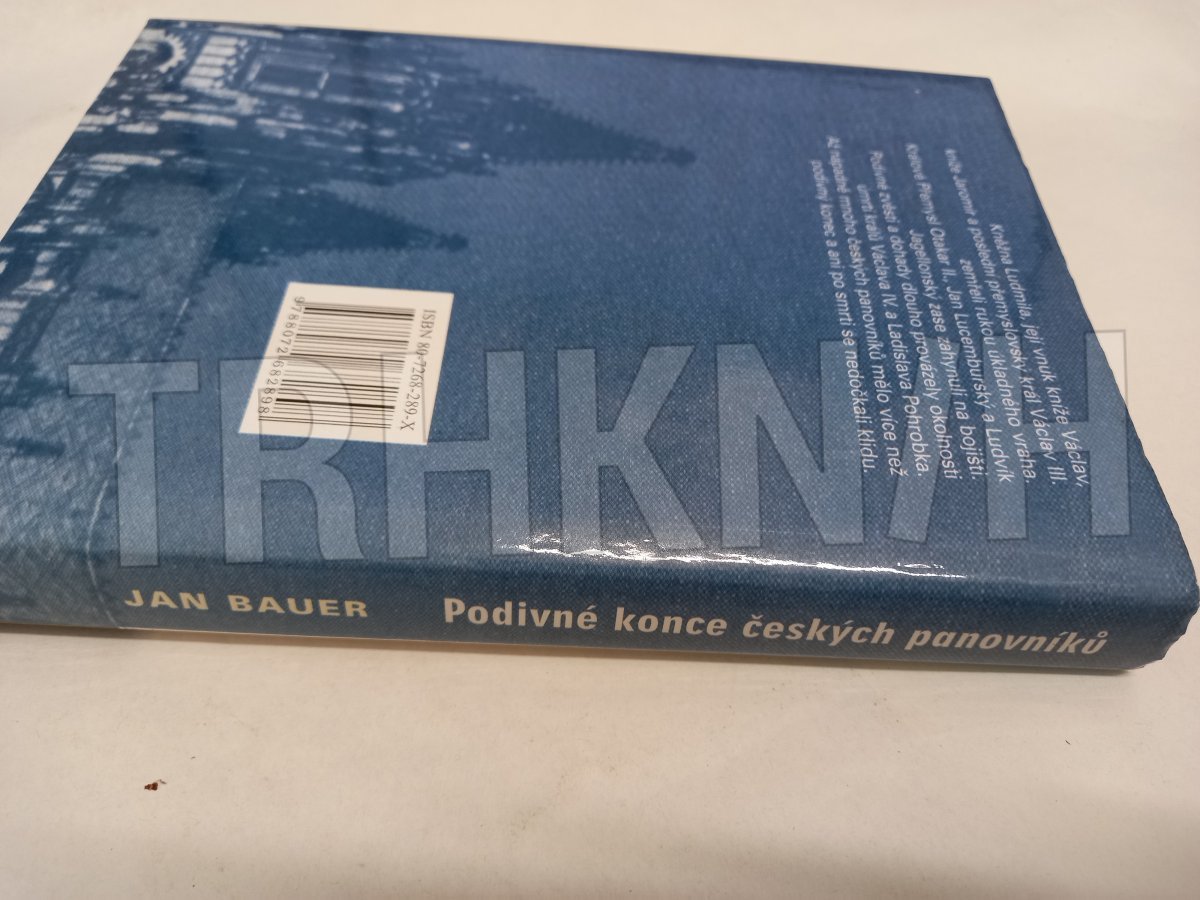 Kněžna Ludmila, její vnuk kníže Václav,
kníže Jaromír a poslední přemyslovský král Václav III.
zemřeli rukou úkladného vraha.
Králové Přemysl Otakar II., Jan Lucemburský a Ludvík
Jagellonský zase zahynuli na bojišti.
Podivné zvěsti a dohady dlouho provázely okolnosti
úmrtí králů Václava IV. a Ladislava Pohrobka.
Až nápadně mnoho českých panovníků mělo více než
podivný konec a ani po smrti se nedočkali klidu.
ISBN 80-7268-289-X
9788072682898
TRHKNIH
JAN BAUER Podivné konce českých panovníků